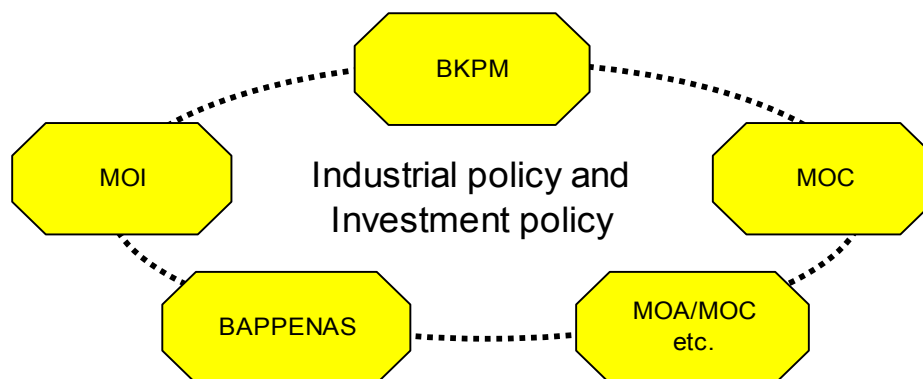 BKPM
MOI
Industrial policy and
Investment policy
MOC
BAPPENAS
MOA/MOC
etc.